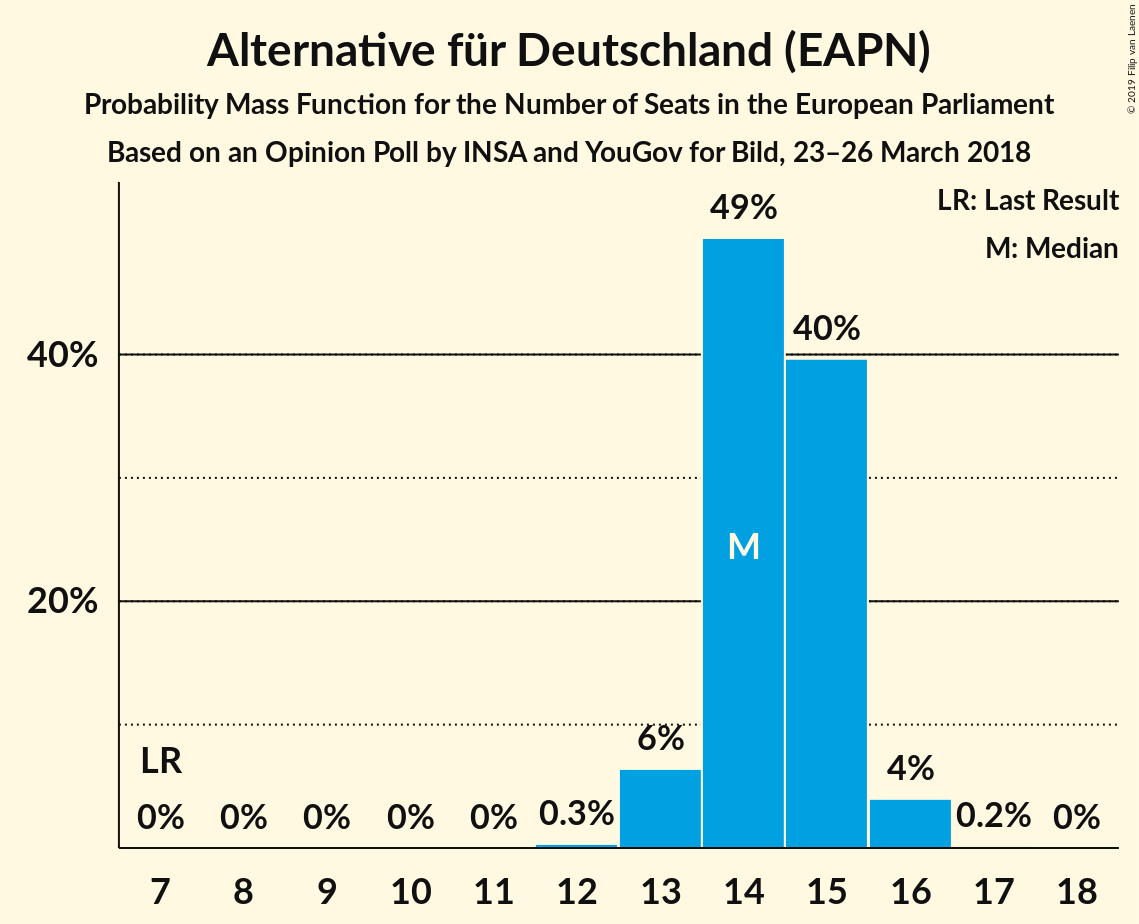 Alternative für Deutschland (EAPN)
Probability Mass Function for the Number of Seats in the European Parliament
Based on an Opinion Poll by INSA and YouGov for Bild, 23–26 March 2018
© 2019 Filip van Laenen
LR: Last Result
M: Median
49%
40%
40%
M
20%
6%
LR
4%
0% 0% 0% 0% 0% 0.3% 0.2% 0%
7 8 9 10 11 12 13 14 15 16 17 18